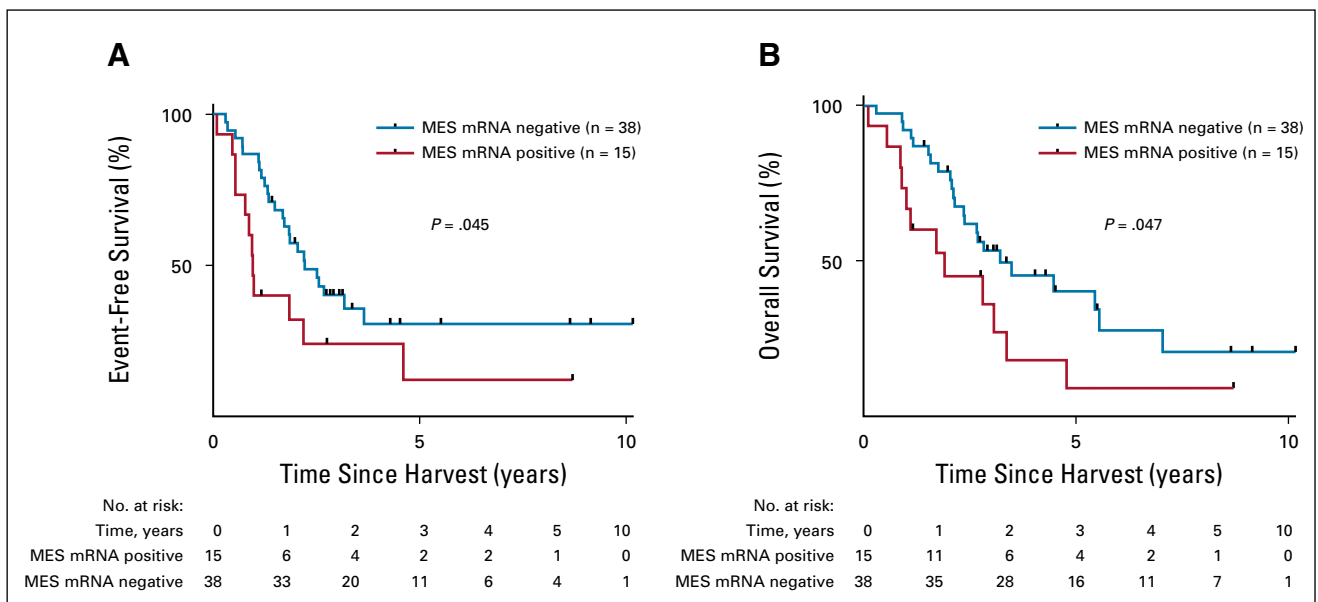 A
Event-Free Survival (%)
100
50
MES mRNA negative (n = 38)
MES mRNA positive (n = 15)
P = .045
0 5 10
Time Since Harvest (years)
No. at risk:
Time, years 0 1 2 3 4 5 10
MES mRNA positive 15 6 4 2 2 1 0
MES mRNA negative 38 33 20 11 6 4 1
B
Overall Survival (%)
100
50
MES mRNA negative (n = 38)
MES mRNA positive (n = 15)
P = .047
0 5 10
Time Since Harvest (years)
No. at risk:
Time, years 0 1 2 3 4 5 10
MES mRNA positive 15 11 6 4 2 1 0
MES mRNA negative 38 35 28 16 11 7 1